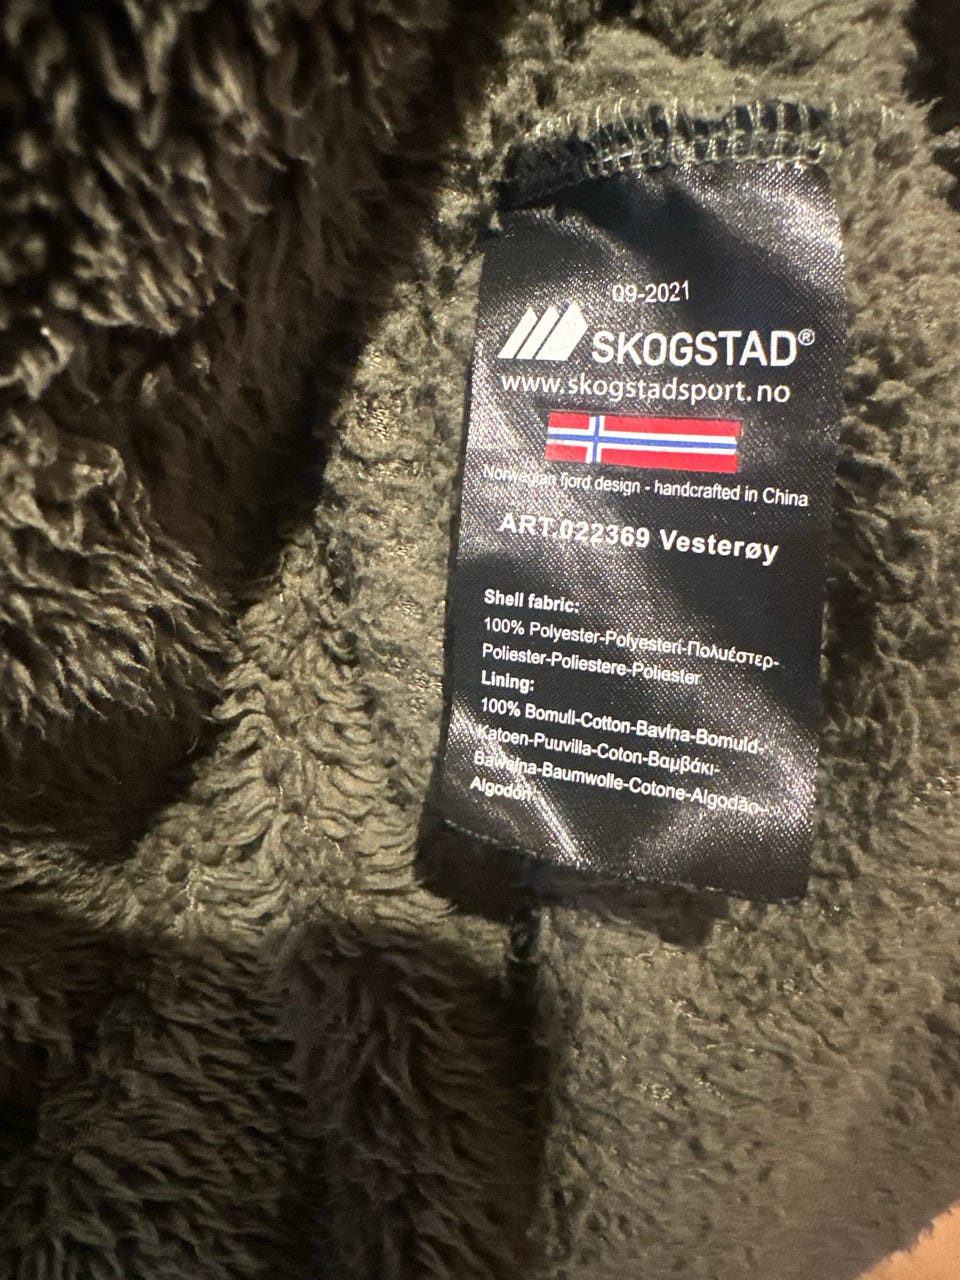 09-2021
SKOGSTAD®
www.skogstadsport.no
Norwegian fjord design - handcrafted in China
ART.022369 Vesterøy
Shell fabric:
100% Polyester-Polyesteri-Πολυέστερ-
Poliester-Poliestere-Poliester
Lining:
100% Bomull-Cotton-Bavlna-Bomuld-
Katoen-Puuvilla-Coton-Βαμβάκι-
Bawełna-Baumwolle-Cotone-Algodão-
Algodón